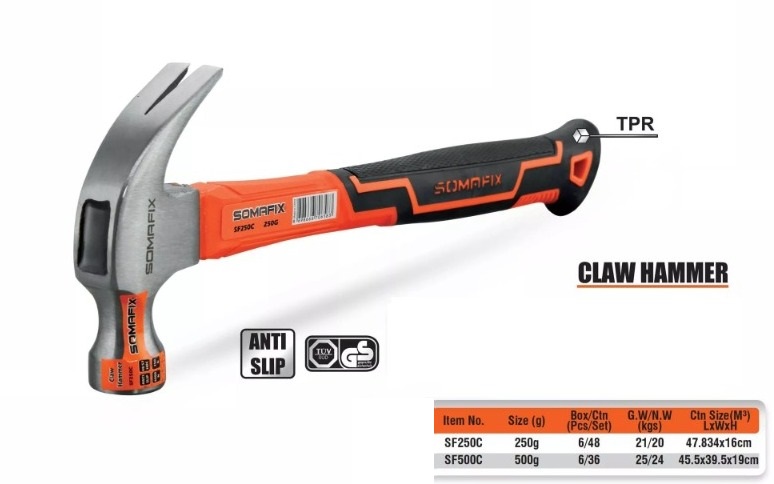 TPR
SOMAFIX
SOMAFIX
SF250C 250G
SOMAFIX
CLAW HAMMER
SOMAFIX
Claw
Hammer
SF250C
ANTI
SLIP
TÜV
GS
Item No. Size (g) Box/Ctn (Pcs/Set) G.W/N.W (kgs) Ctn Size(M³) LxWxH
SF250C 250g 6/48 21/20 47.834x16cm
SF500C 500g 6/36 25/24 45.5x39.5x19cm